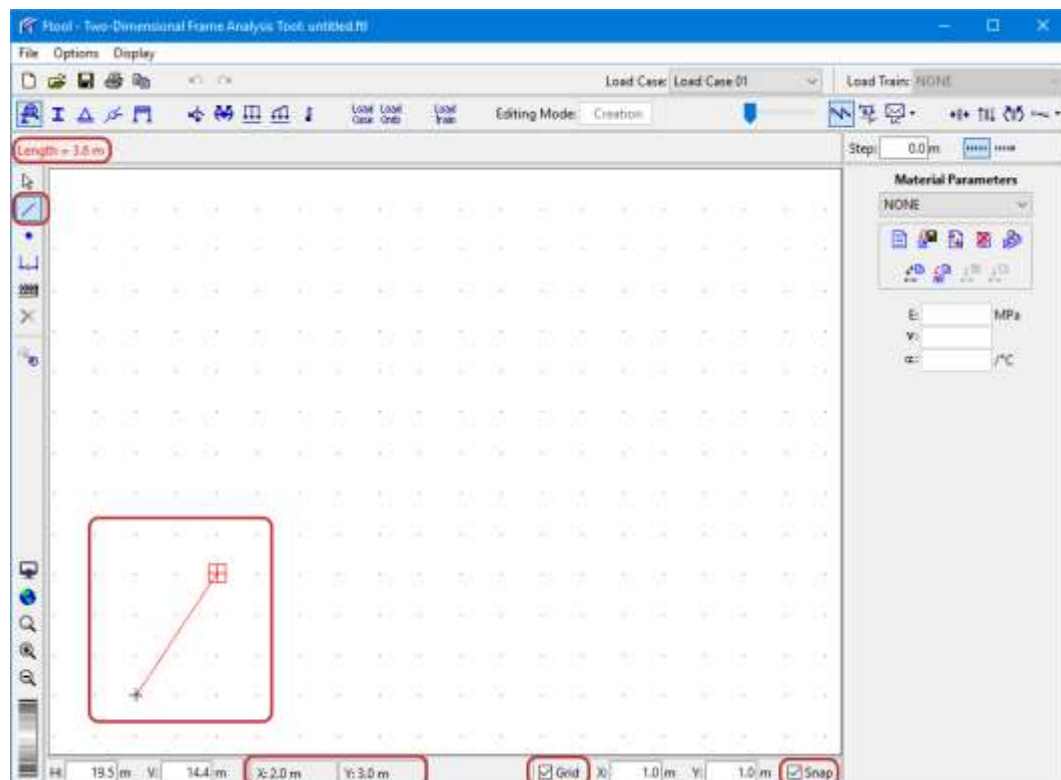 Ftool - Two-Dimensional Frame Analysis Tool: untitled.ftl
File Options Display
Load Case: Load Case 01 Load Train: NONE
Load Case Load Cmb Load Train Editing Mode: Creation
Length = 3.8 m Step: 0.0 m
Material Parameters
NONE
E: MPa
ν:
α: /°C
H: 19.5 m V: 14.4 m X: 2.0 m Y: 3.0 m Grid X: 1.0 m Y: 1.0 m Snap